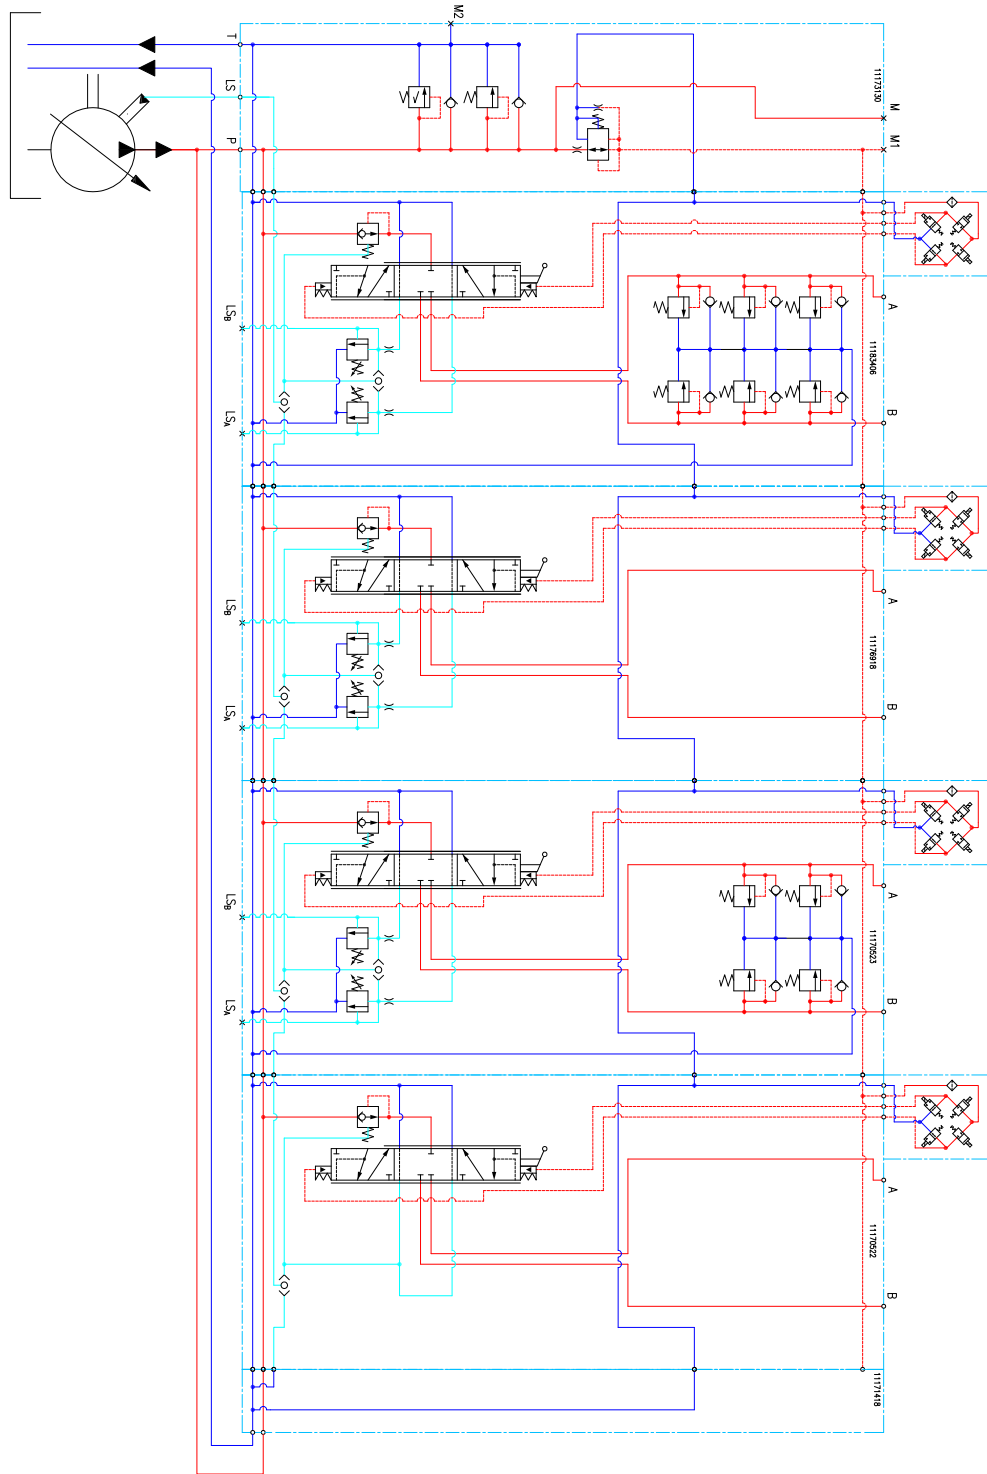 M2
T
LS
P
11173130
M
M1
A
LSB
11183406
LSA
B
A
LSB
11176918
LSA
B
A
LSB
11170523
LSA
B
A
11170522
B
11171418